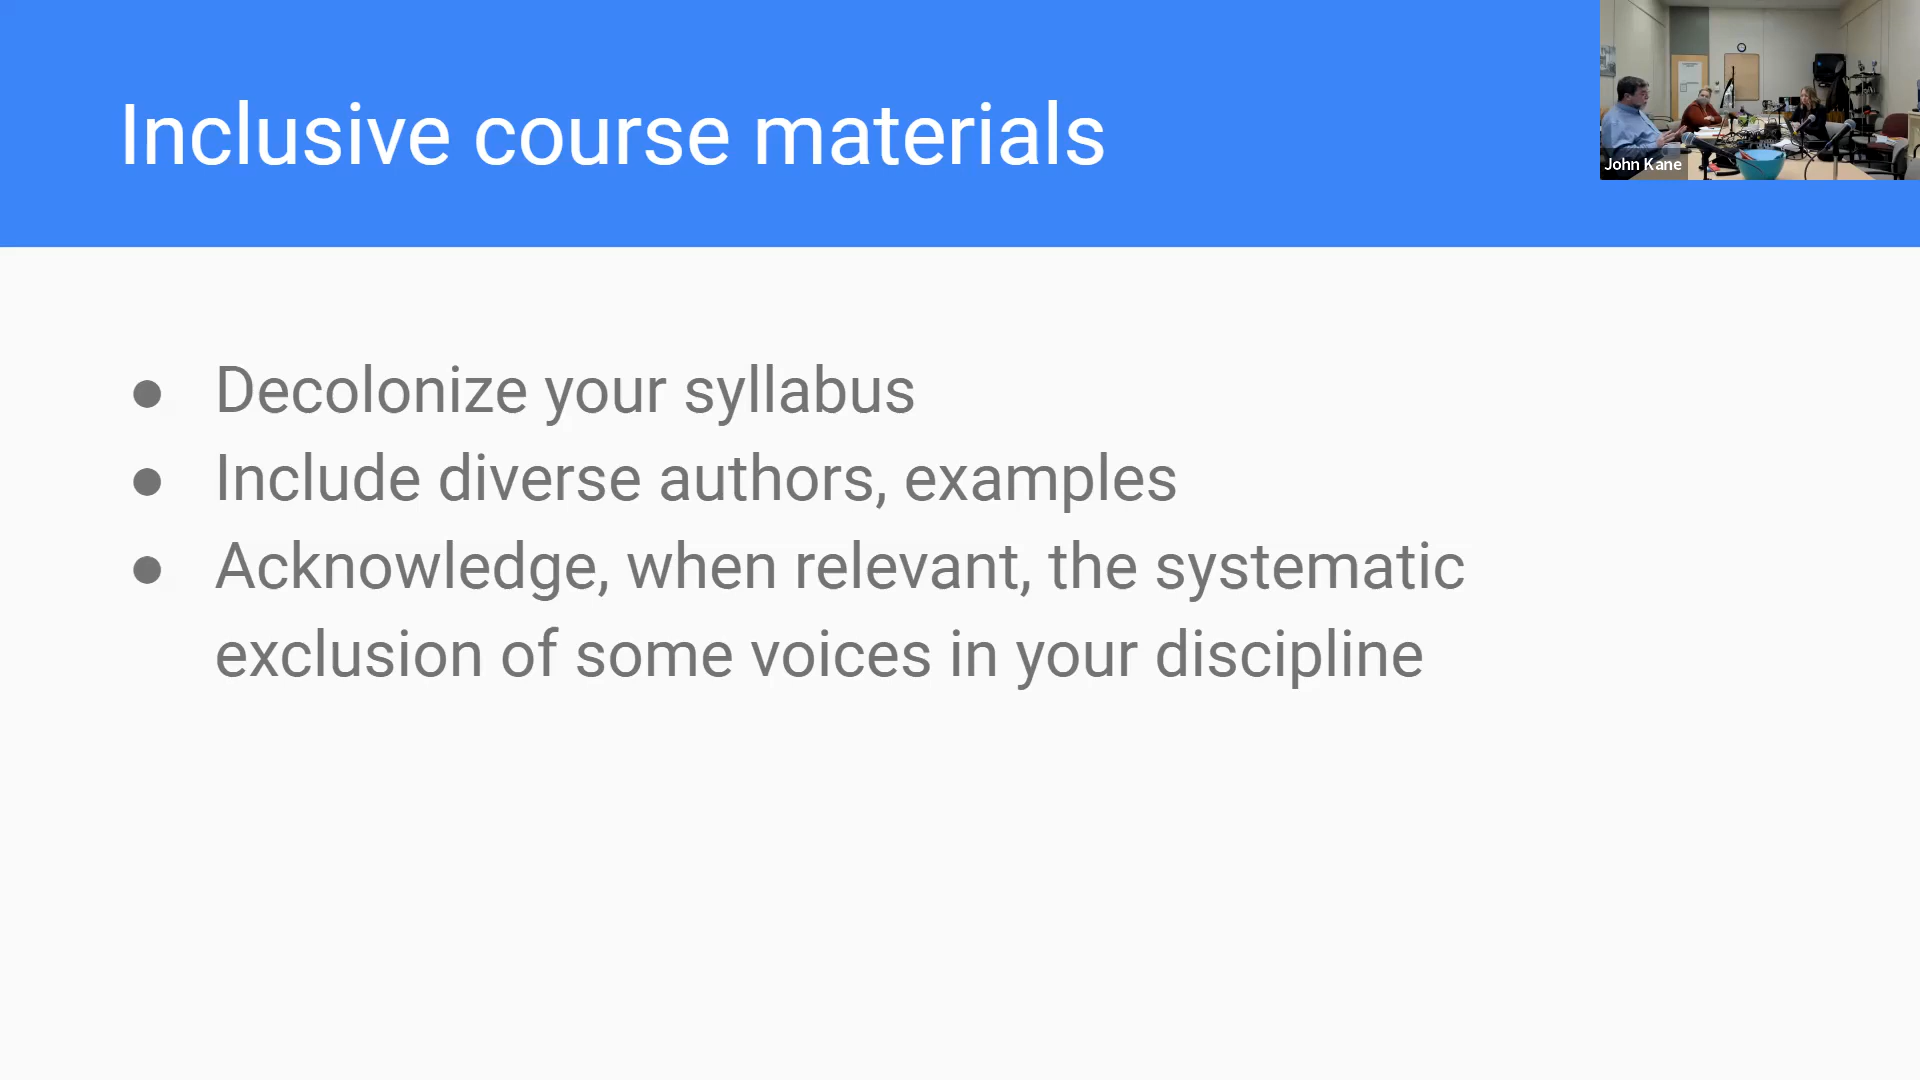 Inclusive course materials
John Kane
● Decolonize your syllabus
● Include diverse authors, examples
● Acknowledge, when relevant, the systematic
exclusion of some voices in your discipline